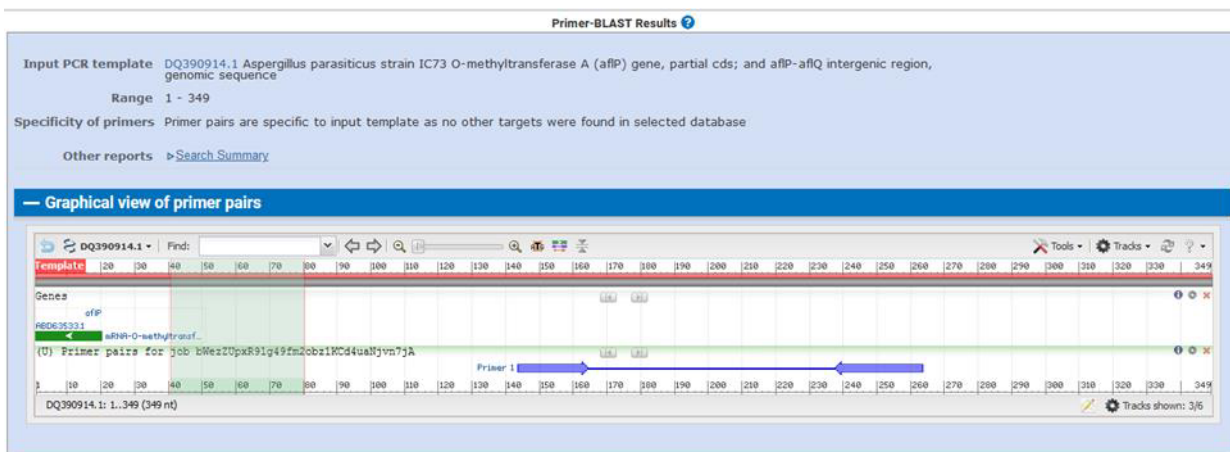 Primer-BLAST Results ?
Input PCR template DQ390914.1 Aspergillus parasiticus strain IC73 O-methyltransferase A (aflP) gene, partial cds; and aflP-aflQ intergenic region,
genomic sequence
Range 1 - 349
Specificity of primers Primer pairs are specific to input template as no other targets were found in selected database
Other reports Search Summary
Graphical view of primer pairs
DQ390914.1 Find: Tools Tracks ?
Template 20 30 40 50 60 70 80 90 100 110 120 130 140 150 160 170 180 190 200 210 220 230 240 250 260 270 280 290 300 310 320 330 349
Genes
aflP
ABD63533.1
mRNA-O-methyltransf…
(U) Primer pairs for job
Primer 1
1 10 20 30 40 50 60 70 80 90 100 110 120 130 140 150 160 170 180 190 200 210 220 230 240 250 260 270 280 290 300 310 320 330 349
DQ390914.1: 1..349 (349 nt) Tracks shown: 3/6